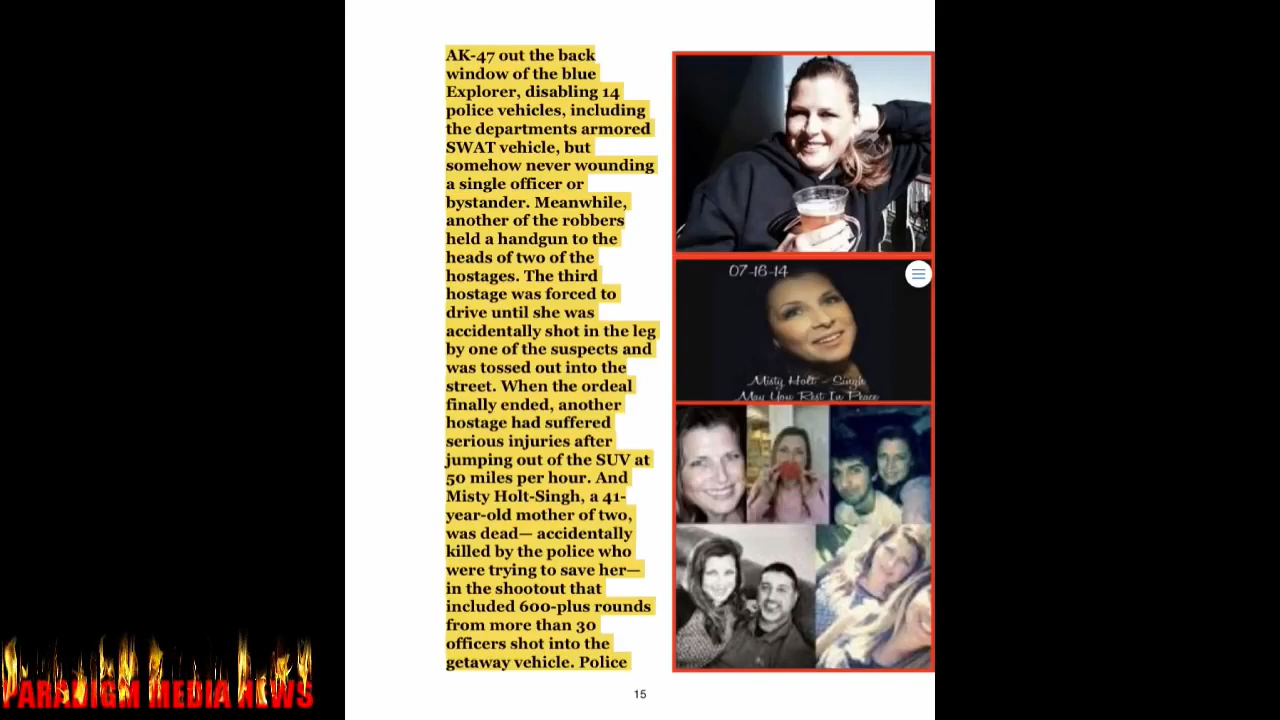 AK-47 out the back
window of the blue
Explorer, disabling 14
police vehicles, including
the departments armored
SWAT vehicle, but
somehow never wounding
a single officer or
bystander. Meanwhile,
another of the robbers
held a handgun to the
heads of two of the
hostages. The third
hostage was forced to
drive until she was
accidentally shot in the leg
by one of the suspects and
was tossed out into the
street. When the ordeal
finally ended, another
hostage had suffered
serious injuries after
jumping out of the SUV at
50 miles per hour. And
Misty Holt-Singh, a 41-
year-old mother of two,
was dead— accidentally
killed by the police who
were trying to save her—
in the shootout that
included 600-plus rounds
from more than 30
officers shot into the
getaway vehicle. Police
07-16-14
Misty Holt - Singh
May You Rest In Peace
15
PARADIGM MEDIA NEWS